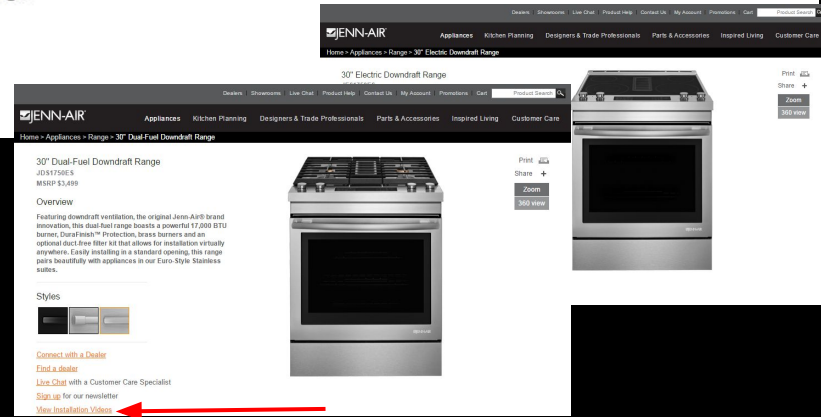 Dealers Showrooms Live Chat Product Help Contact Us My Account Promotions Cart Product Search
JENN-AIR Appliances Kitchen Planning Designers & Trade Professionals Parts & Accessories Inspired Living Customer Care
Home > Appliances > Range > 30" Electric Downdraft Range
30" Electric Downdraft Range
Print
Share +
Zoom
360 view
Dealers Showrooms Live Chat Product Help Contact Us My Account Promotions Cart Product Search
JENN-AIR Appliances Kitchen Planning Designers & Trade Professionals Parts & Accessories Inspired Living Customer Care
Home > Appliances > Range > 30" Dual-Fuel Downdraft Range
30" Dual-Fuel Downdraft Range
JDS1750ES
MSRP $3,499
Print
Share +
Zoom
360 view
Overview
Featuring downdraft ventilation, the original Jenn-Air® brand
innovation, this dual-fuel range boasts a powerful 17,000 BTU
burner, DuraFinish™ Protection, brass burners and an
optional duct-free filter kit that allows for installation virtually
anywhere. Easily installing in a standard opening, this range
pairs beautifully with appliances in our Euro-Style Stainless
suites.
Styles
Connect with a Dealer
Find a dealer
Live Chat with a Customer Care Specialist
Sign up for our newsletter
View Installation Videos